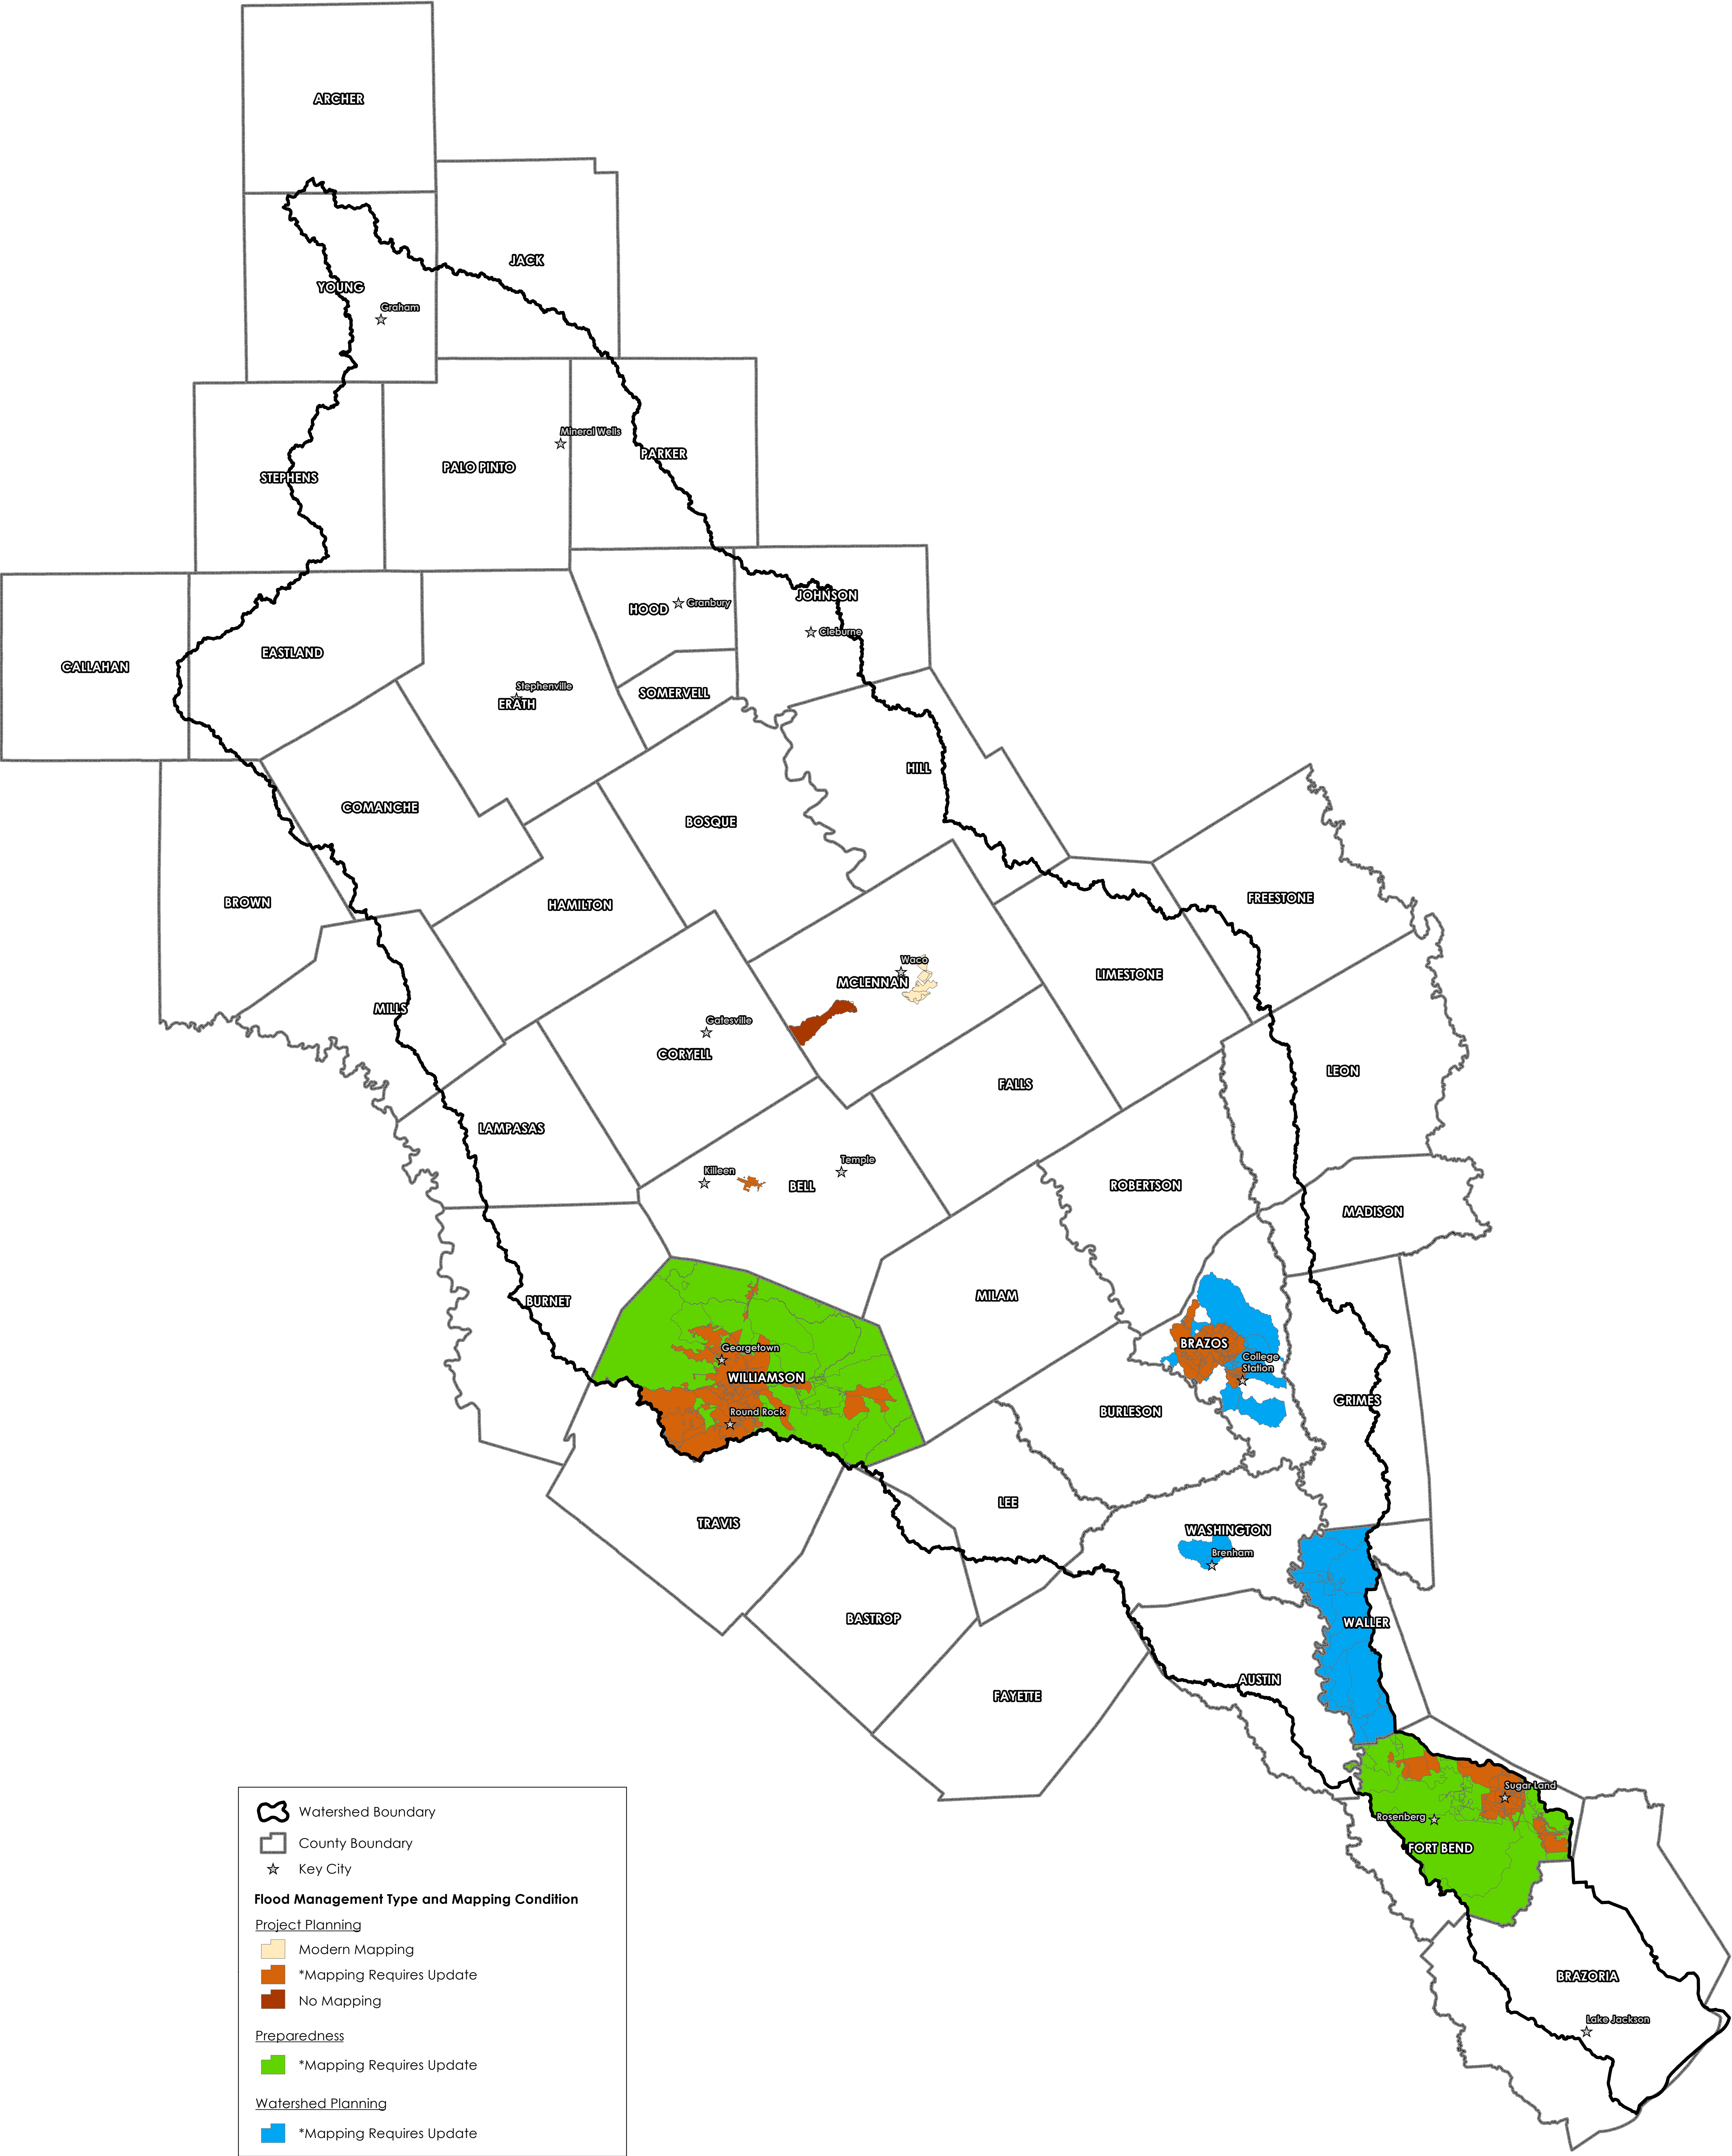 ARCHER
JACK
YOUNG
Graham
Mineral Wells
PARKER
PALO PINTO
STEPHENS
JOHNSON
HOOD
Granbury
Cleburne
EASTLAND
CALLAHAN
Stephenville
ERATH
SOMERVELL
HILL
COMANCHE
BOSQUE
FREESTONE
BROWN
HAMILTON
Waco
MCLENNAN
LIMESTONE
MILLS
Gatesville
CORYELL
LEON
FALLS
LAMPASAS
Killeen
Temple
BELL
ROBERTSON
MADISON
MILAM
BURNET
BRAZOS
Georgetown
College
Station
WILLIAMSON
GRIMES
Round Rock
BURLESON
LEE
TRAVIS
WASHINGTON
Brenham
BASTROP
WALLER
AUSTIN
FAYETTE
Sugar Land
Rosenberg
FORT BEND
BRAZORIA
Lake Jackson
Watershed Boundary
County Boundary
Key City
Flood Management Type and Mapping Condition
Project Planning
Modern Mapping
*Mapping Requires Update
No Mapping
Preparedness
*Mapping Requires Update
Watershed Planning
*Mapping Requires Update